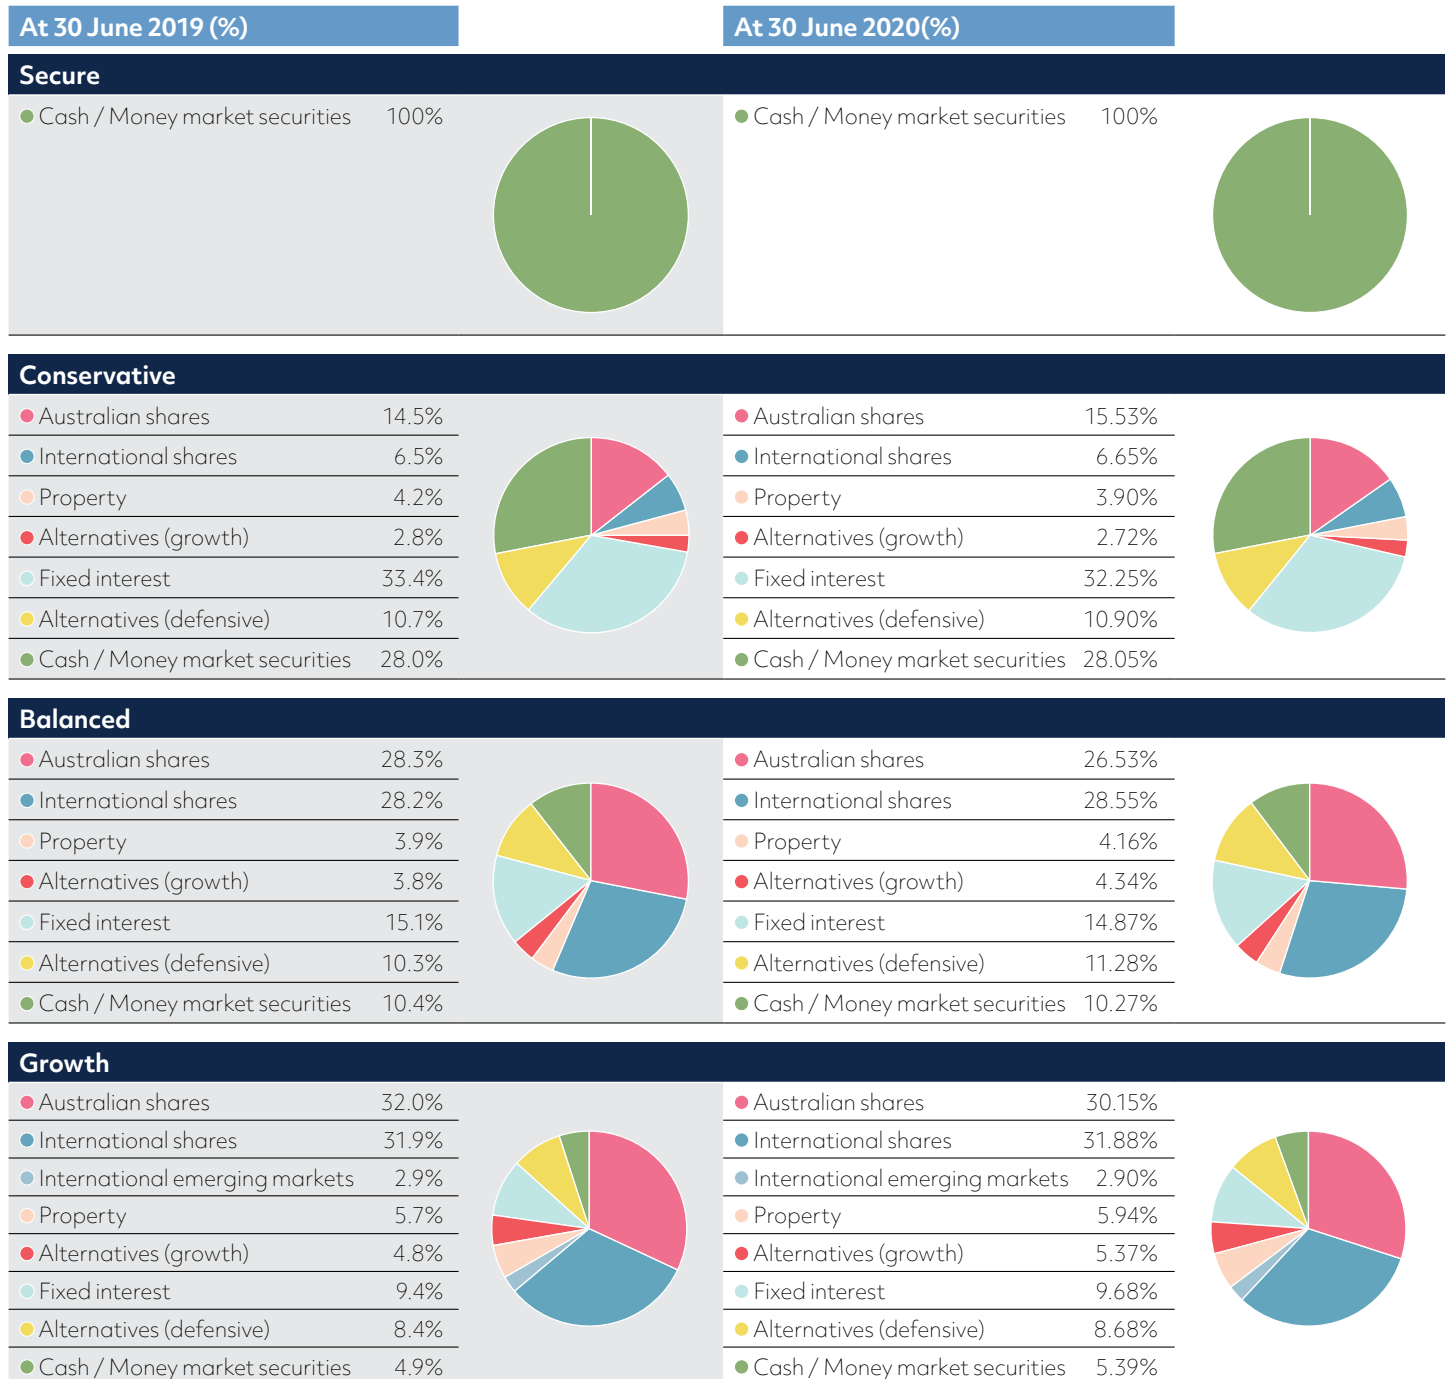 At 30 June 2019 (%) At 30 June 2020(%)
Secure
Cash / Money market securities 100% Cash / Money market securities 100%
Conservative
Australian shares 14.5% Australian shares 15.53%
International shares 6.5% International shares 6.65%
Property 4.2% Property 3.90%
Alternatives (growth) 2.8% Alternatives (growth) 2.72%
Fixed interest 33.4% Fixed interest 32.25%
Alternatives (defensive) 10.7% Alternatives (defensive) 10.90%
Cash / Money market securities 28.0% Cash / Money market securities 28.05%
Balanced
Australian shares 28.3% Australian shares 26.53%
International shares 28.2% International shares 28.55%
Property 3.9% Property 4.16%
Alternatives (growth) 3.8% Alternatives (growth) 4.34%
Fixed interest 15.1% Fixed interest 14.87%
Alternatives (defensive) 10.3% Alternatives (defensive) 11.28%
Cash / Money market securities 10.4% Cash / Money market securities 10.27%
Growth
Australian shares 32.0% Australian shares 30.15%
International shares 31.9% International shares 31.88%
International emerging markets 2.9% International emerging markets 2.90%
Property 5.7% Property 5.94%
Alternatives (growth) 4.8% Alternatives (growth) 5.37%
Fixed interest 9.4% Fixed interest 9.68%
Alternatives (defensive) 8.4% Alternatives (defensive) 8.68%
Cash / Money market securities 4.9% Cash / Money market securities 5.39%